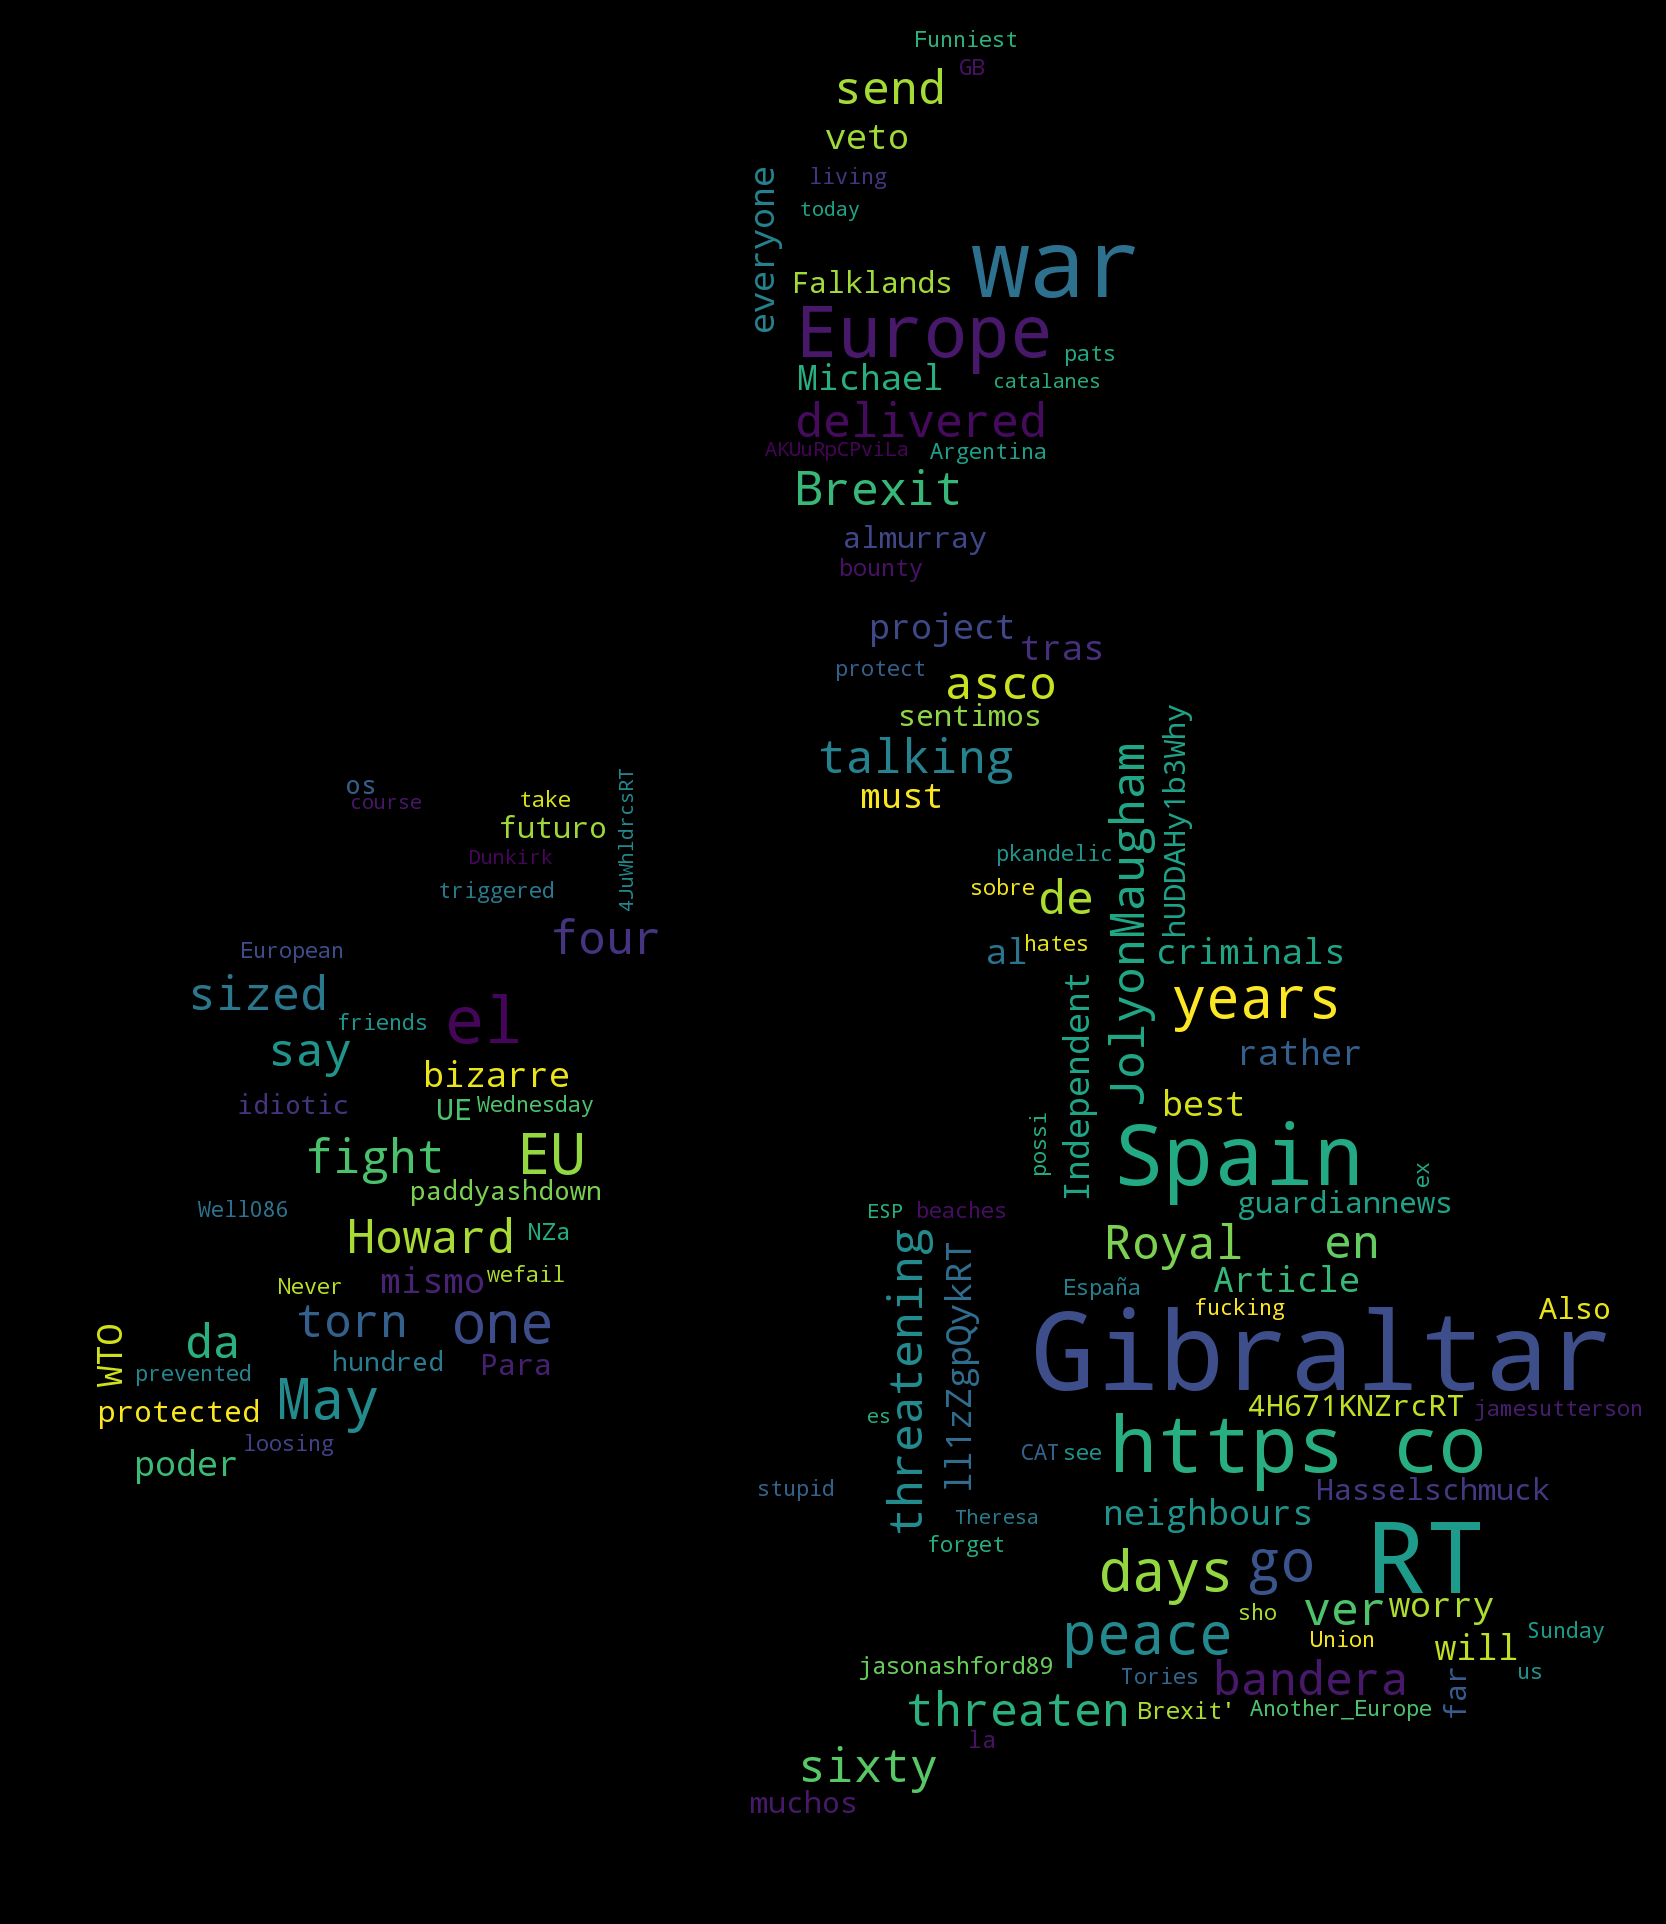 Funniest
GB
send
veto
living
today
everyone
war
Falklands
Europe
pats
Michael
catalanes
delivered
AKUuRpCPviLa
Argentina
Brexit
almurray
bounty
project
tras
protect
asco
sentimos
talking
must
JolyonMaugham
hUDDAHy1b3Why
os
course
take
futuro
4JuWhldrcsRT
Dunkirk
triggered
four
pkandelic
sobre
de
al
hates
criminals
European
sized
friends
el
say
years
Independent
rather
bizarre
idiotic
UE
Wednesday
best
possi
fight
EU
Spain
ex
paddyashdown
guardiannews
WellO86
ESP
beaches
Howard
NZa
threatening
ll1zZgpQykRT
Royal
en
Never
mismo
wefail
España
Article
fucking
Also
torn
one
Gibraltar
WTO
da
prevented
hundred
Para
protected
May
es
4H671KNZrcRT
jamesutterson
loosing
poder
CAT
see
https co
stupid
Hasselschmuck
Theresa
neighbours
forget
RT
days
go
sho
ver
worry
peace
Union
will
Sunday
jasonashford89
Tories
bandera
us
far
threaten
Brexit'
Another_Europe
la
sixty
muchos